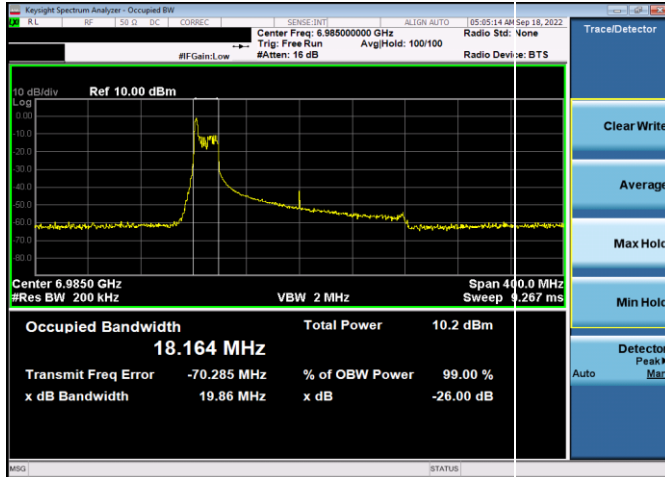 Keysight Spectrum Analyzer - Occupied BW
RL RF 50 Ω DC CORREC SENSE:INT ALIGN AUTO 05:05:14 AM Sep 18, 2022
Center Freq: 6.985000000 GHz Radio Std: None
Trig: Free Run Avg|Hold: 100/100
#IFGain:Low #Atten: 16 dB Radio Device: BTS
Trace/Detector
10 dB/div Ref 10.00 dBm
Log
0.00
-10.0
-20.0
-30.0
-40.0
-50.0
-60.0
-70.0
-80.0
Center 6.9850 GHz Span 400.0 MHz
#Res BW 200 kHz VBW 2 MHz Sweep 9.267 ms
Occupied Bandwidth Total Power 10.2 dBm
18.164 MHz
Transmit Freq Error -70.285 MHz % of OBW Power 99.00 %
x dB Bandwidth 19.86 MHz x dB -26.00 dB
Clear Write
Average
Max Hold
Min Hold
Detector
Peak
Auto Man
MSG STATUS